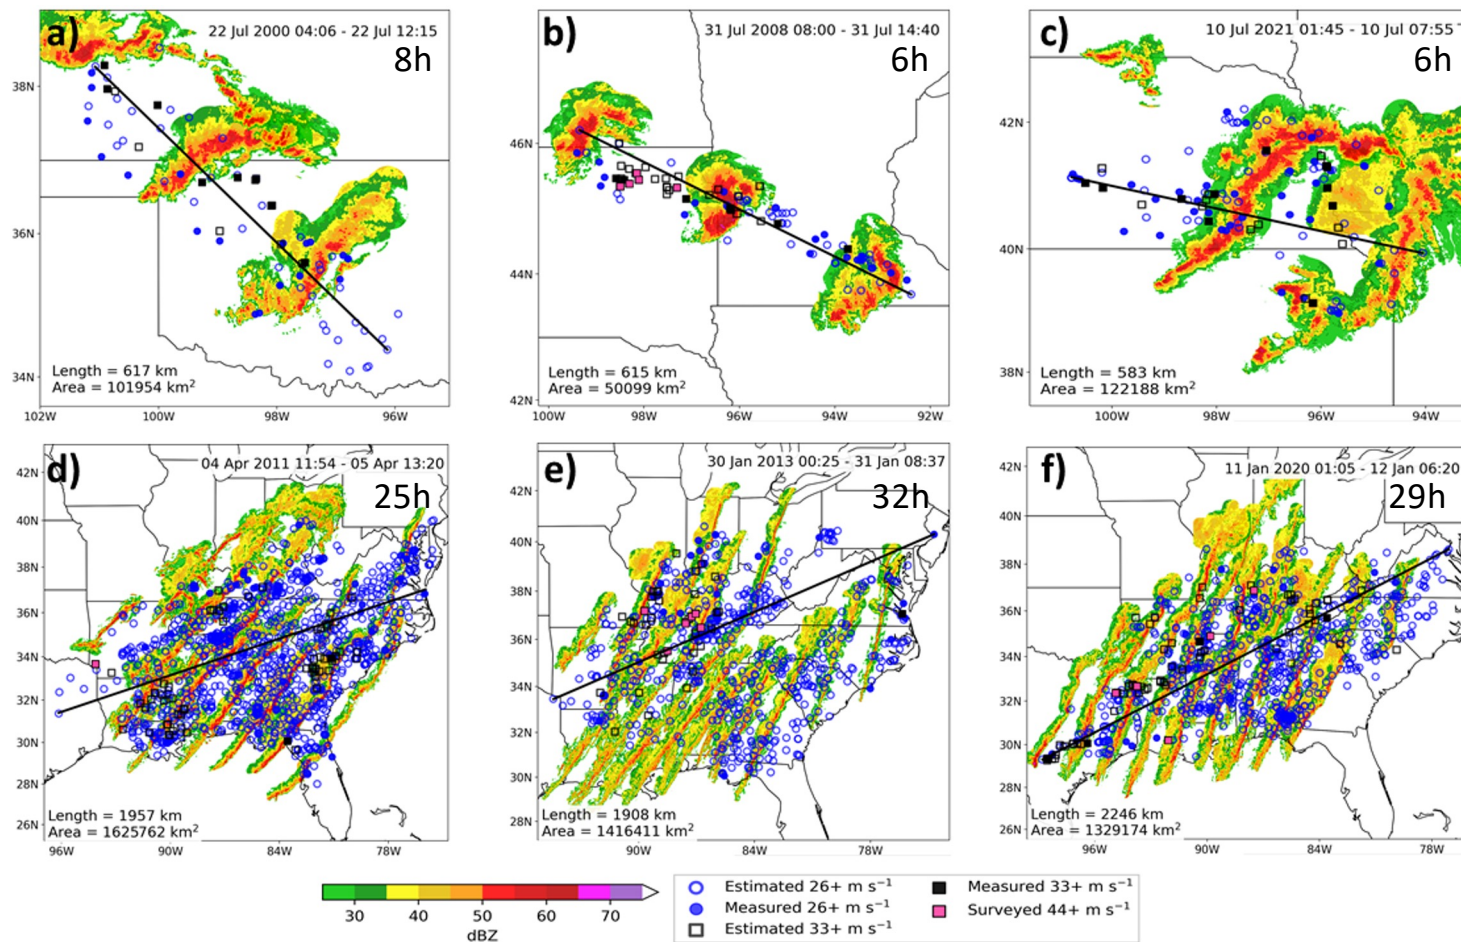 a) 22 Jul 2000 04:06 - 22 Jul 12:15
8h
38N
36N
34N
Length = 617 km
Area = 101954 km²
102W 100W 98W 96W
b) 31 Jul 2008 08:00 - 31 Jul 14:40
6h
46N
44N
42N
Length = 615 km
Area = 50099 km²
100W 98W 96W 94W 92W
c) 10 Jul 2021 01:45 - 10 Jul 07:55
6h
42N
40N
38N
Length = 583 km
Area = 122188 km²
100W 98W 96W 94W
d) 04 Apr 2011 11:54 - 05 Apr 13:20
25h
42N
40N
38N
36N
34N
32N
30N
28N
26N
Length = 1957 km
Area = 1625762 km²
96W 90W 84W 78W
e) 30 Jan 2013 00:25 - 31 Jan 08:37
32h
42N
40N
38N
36N
34N
32N
30N
28N
Length = 1908 km
Area = 1416411 km²
90W 84W 78W
f) 11 Jan 2020 01:05 - 12 Jan 06:20
29h
42N
40N
38N
36N
34N
32N
30N
28N
26N
Length = 2246 km
Area = 1329174 km²
96W 90W 84W 78W
30 40 50 60 70
dBZ
Estimated 26+ m s⁻¹
Measured 26+ m s⁻¹
Estimated 33+ m s⁻¹
Measured 33+ m s⁻¹
Surveyed 44+ m s⁻¹